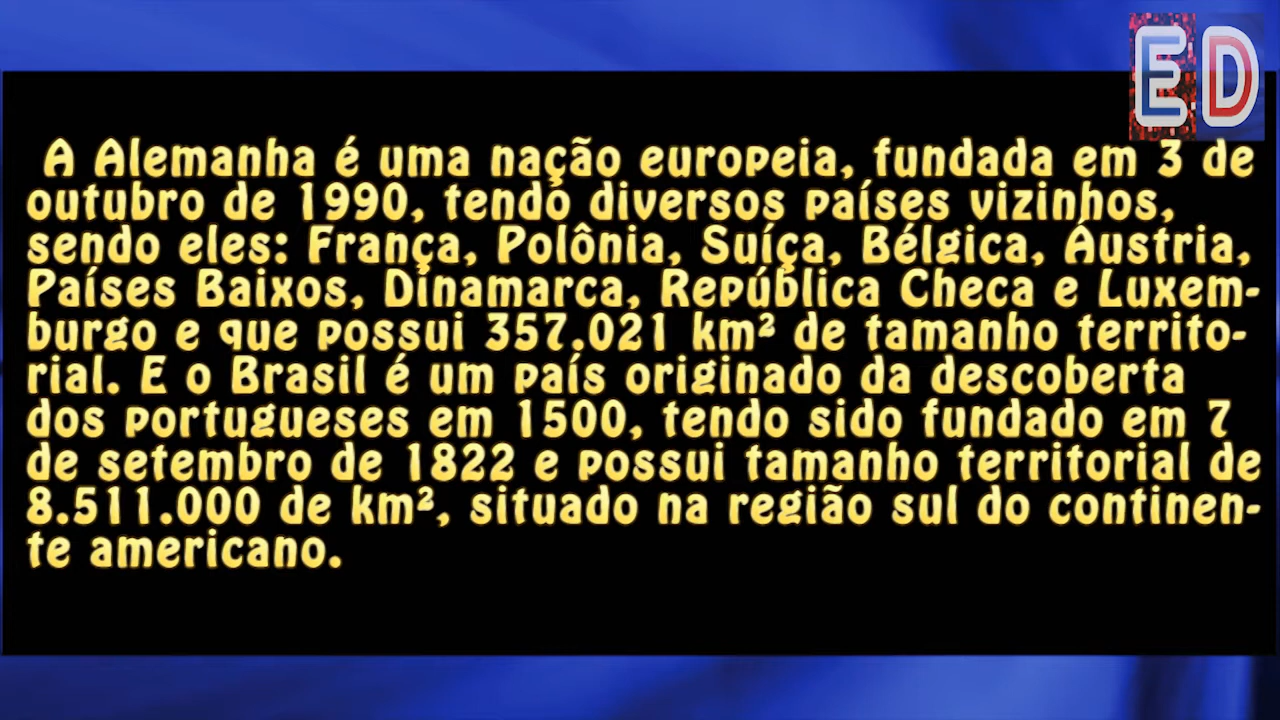 ED
A Alemanha é uma nação europeia, fundada em 3 de
outubro de 1990, tendo diversos países vizinhos,
sendo eles: França, Polônia, Suíça, Bélgica, Áustria,
Países Baixos, Dinamarca, República Checa e Luxem-
burgo e que possui 357.021 km² de tamanho territo-
rial. E o Brasil é um país originado da descoberta
dos portugueses em 1500, tendo sido fundado em 7
de setembro de 1822 e possui tamanho territorial de
8.511.000 de km², situado na região sul do continen-
te americano.